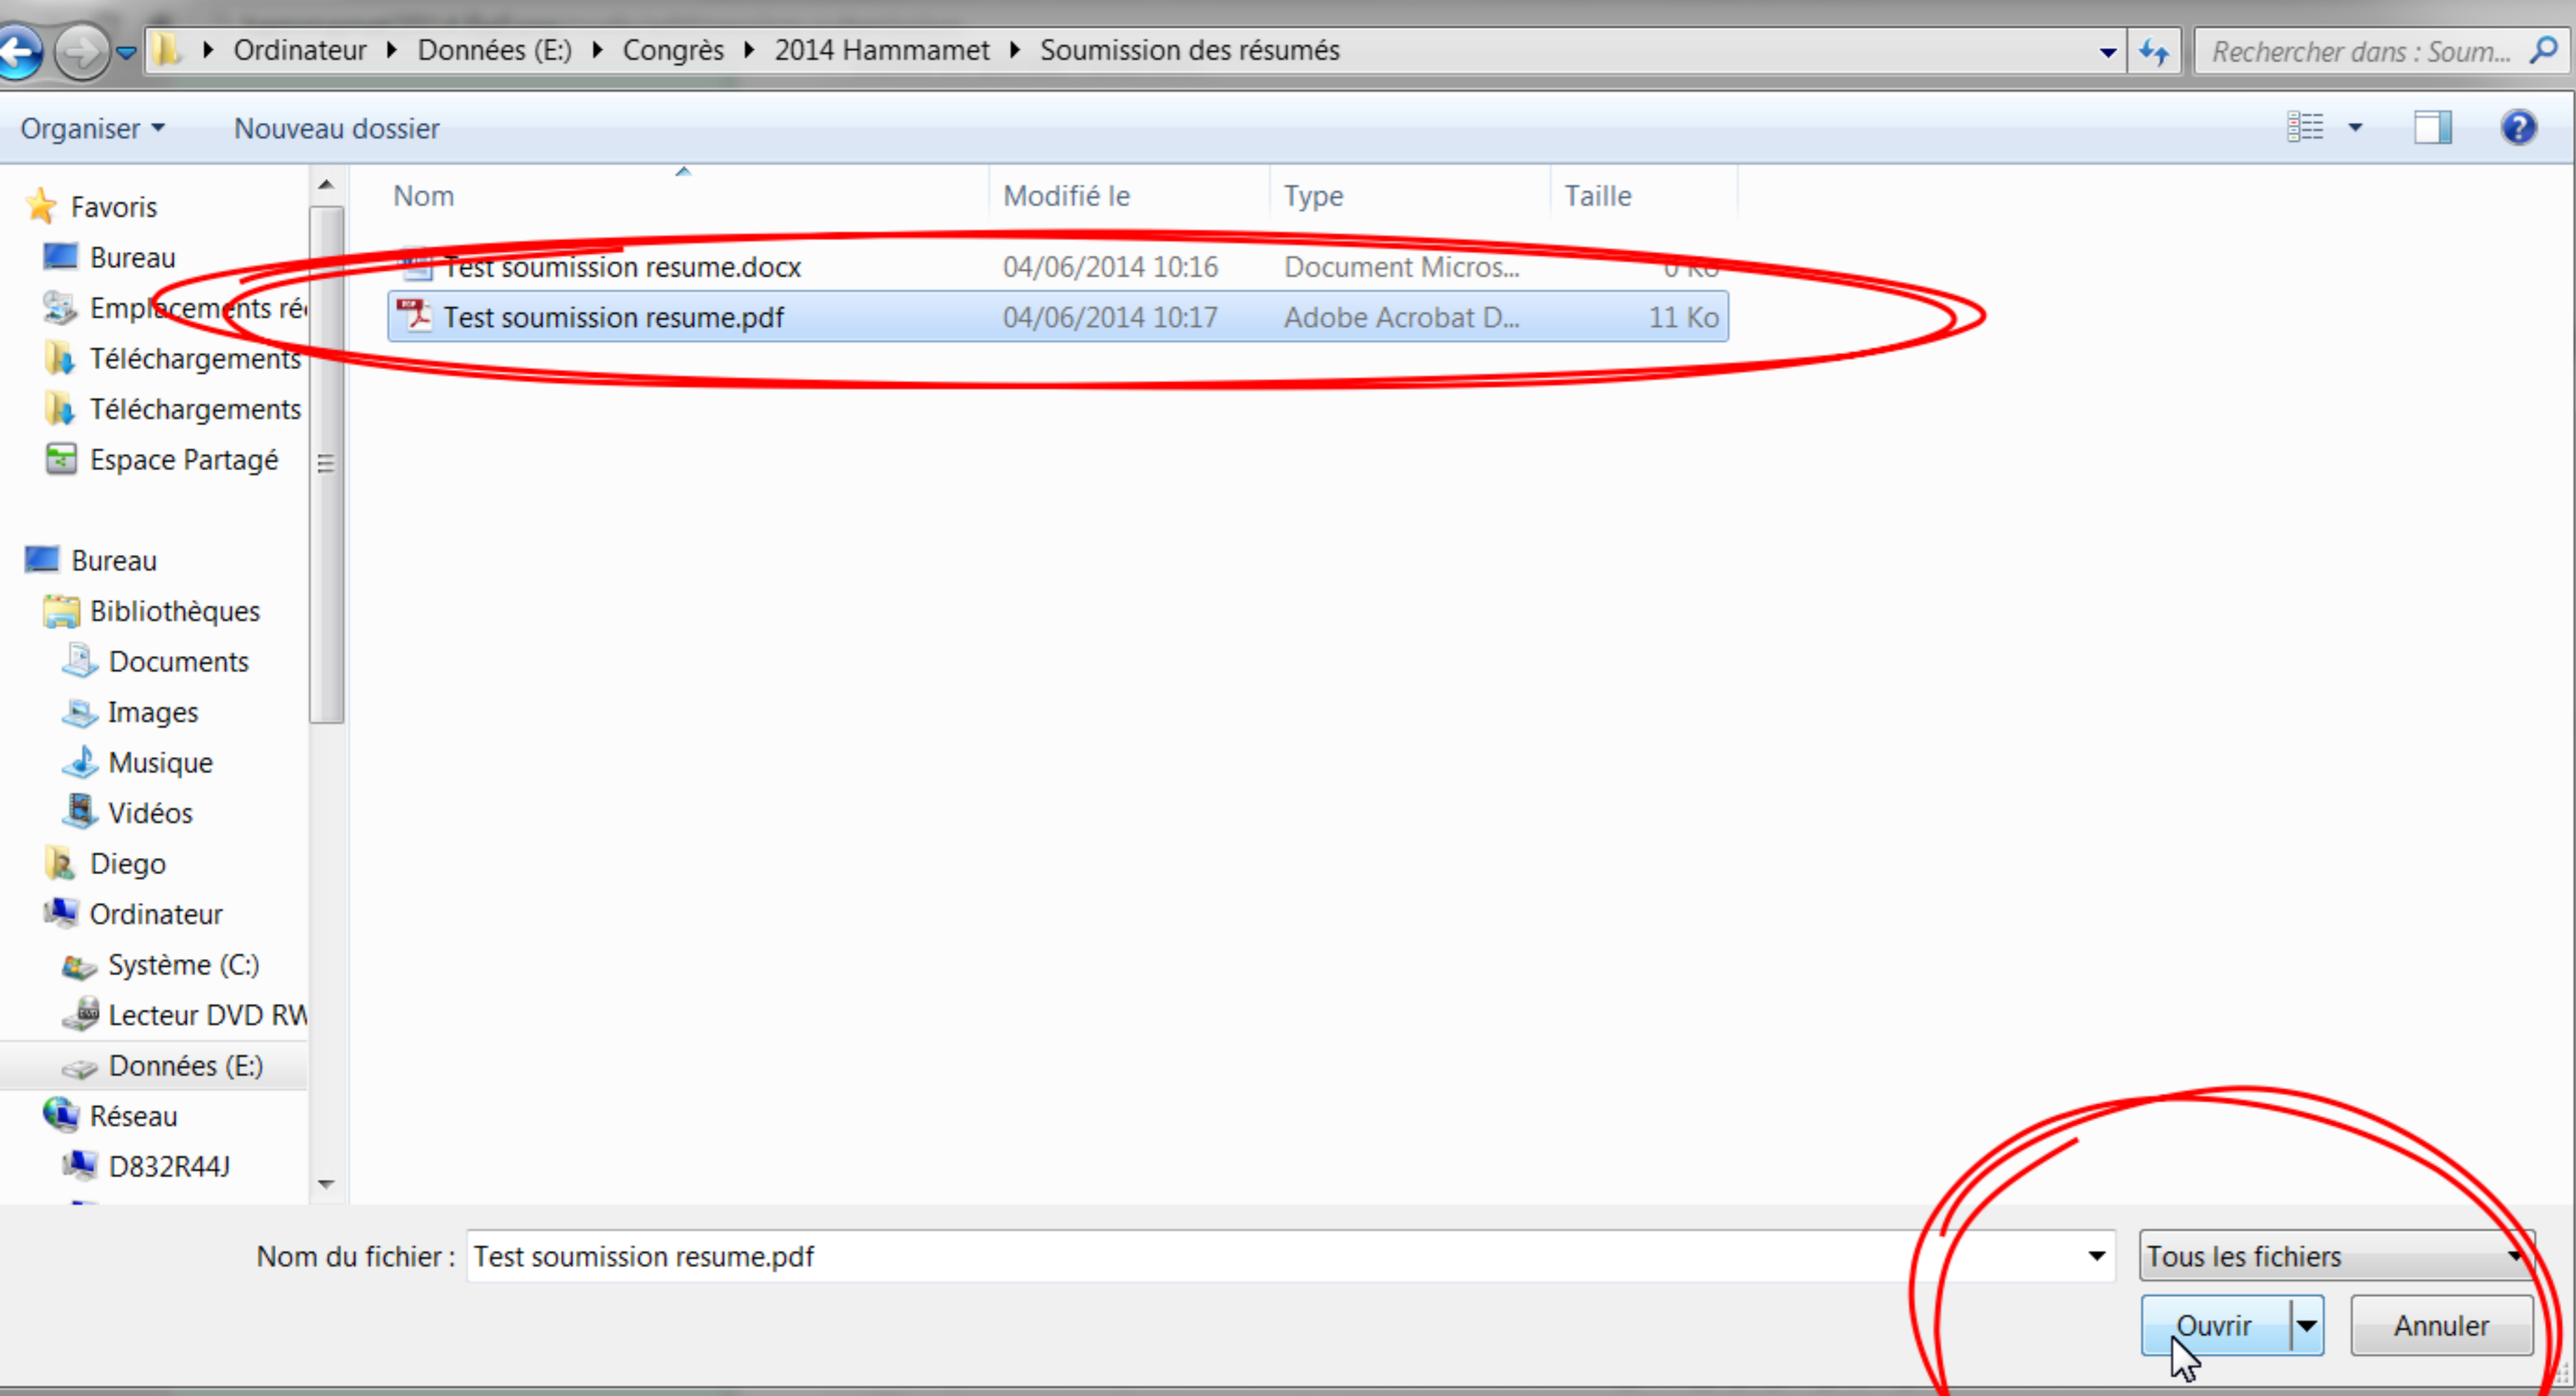 Ordinateur Données (E:) Congrès 2014 Hammamet Soumission des résumés Rechercher dans : Soum...
Organiser Nouveau dossier
Nom Modifié le Type Taille
Test soumission resume.docx 04/06/2014 10:16 Document Micros... 0 Ko
Test soumission resume.pdf 04/06/2014 10:17 Adobe Acrobat D... 11 Ko
Favoris
Bureau
Emplacements ré
Téléchargements
Téléchargements
Espace Partagé
Bureau
Bibliothèques
Documents
Images
Musique
Vidéos
Diego
Ordinateur
Système (C:)
Lecteur DVD RW
Données (E:)
Réseau
D832R44J
Nom du fichier : Test soumission resume.pdf Tous les fichiers
Ouvrir Annuler